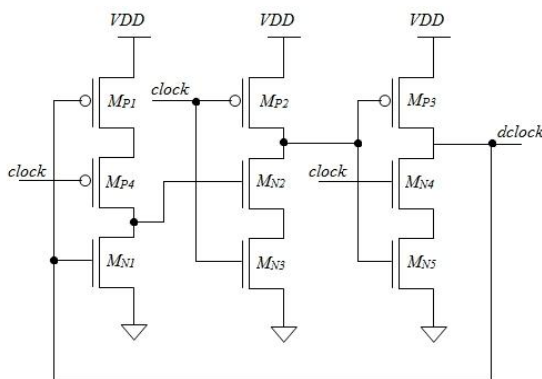 VDD VDD VDD
clock
MP1 MP2 MP3
clock clock dclock
MP4 MN2 MN4
MN1 MN3 MN5